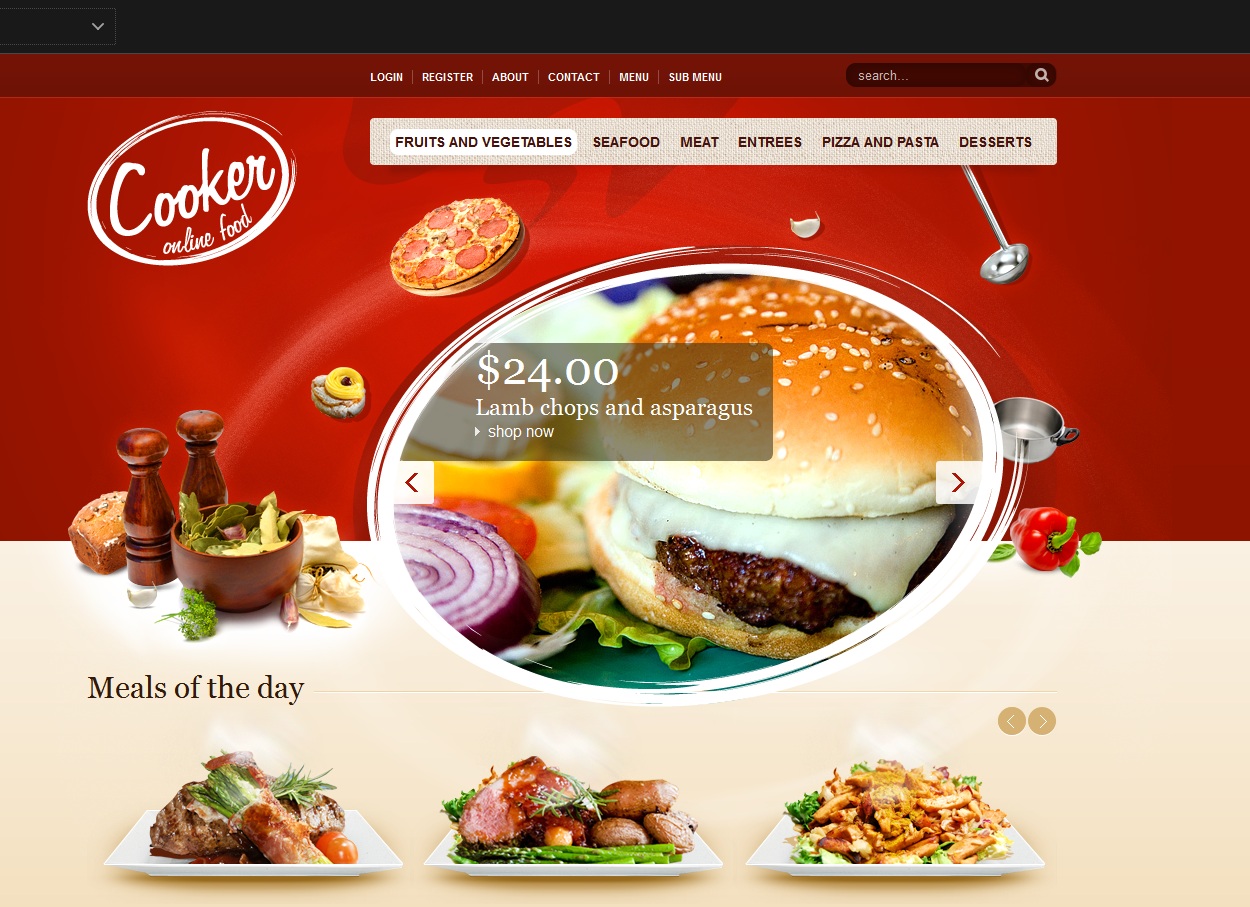 LOGIN REGISTER ABOUT CONTACT MENU SUB MENU
search...
Cooker
online food
FRUITS AND VEGETABLES SEAFOOD MEAT ENTREES PIZZA AND PASTA DESSERTS
$24.00
Lamb chops and asparagus
shop now
Meals of the day